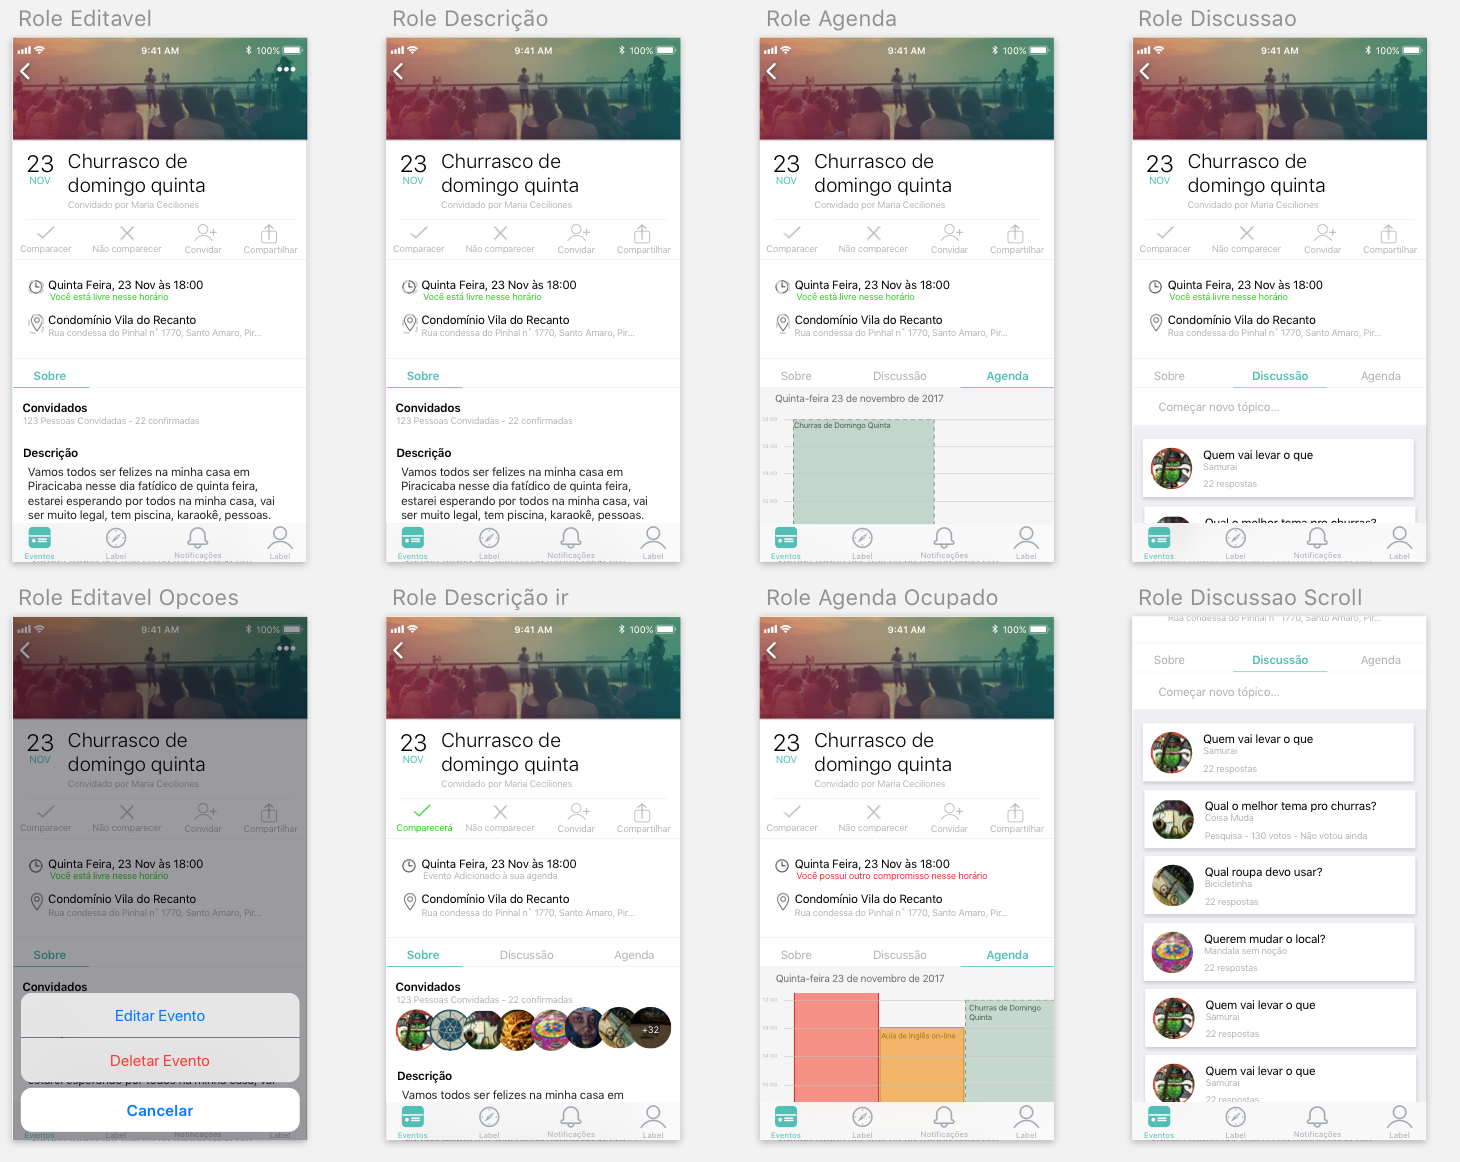 Role Editavel
9:41 AM
100%
23
NOV
Churrasco de
domingo quinta
Convidado por Maria Ceciliones
Comparacer
Não comparecer
Convidar
Compartilhar
Quinta Feira, 23 Nov às 18:00
Você está livre nesse horário
Condomínio Vila do Recanto
Rua condessa do Pinhal n° 1770, Santo Amaro, Pir...
Sobre
Convidados
123 Pessoas Convidadas - 22 confirmadas
Descrição
Vamos todos ser felizes na minha casa em
Piracicaba nesse dia fatídico de quinta feira,
estarei esperando por todos na minha casa, vai
ser muito legal, tem piscina, karaokê, pessoas.
Eventos
Label
Notificações
Label
Role Descrição
9:41 AM
100%
23
NOV
Churrasco de
domingo quinta
Convidado por Maria Ceciliones
Comparacer
Não comparecer
Convidar
Compartilhar
Quinta Feira, 23 Nov às 18:00
Você está livre nesse horário
Condomínio Vila do Recanto
Rua condessa do Pinhal n° 1770, Santo Amaro, Pir...
Sobre
Convidados
123 Pessoas Convidadas - 22 confirmadas
Descrição
Vamos todos ser felizes na minha casa em
Piracicaba nesse dia fatídico de quinta feira,
estarei esperando por todos na minha casa, vai
ser muito legal, tem piscina, karaokê, pessoas.
Eventos
Label
Notificações
Label
Role Agenda
9:41 AM
100%
23
NOV
Churrasco de
domingo quinta
Convidado por Maria Ceciliones
Comparacer
Não comparecer
Convidar
Compartilhar
Quinta Feira, 23 Nov às 18:00
Você está livre nesse horário
Condomínio Vila do Recanto
Rua condessa do Pinhal n° 1770, Santo Amaro, Pir...
Sobre
Discussão
Agenda
Quinta-feira 23 de novembro de 2017
Churras de Domingo Quinta
Eventos
Label
Notificações
Label
Role Discussao
9:41 AM
100%
23
NOV
Churrasco de
domingo quinta
Convidado por Maria Ceciliones
Comparacer
Não comparecer
Convidar
Compartilhar
Quinta Feira, 23 Nov às 18:00
Você está livre nesse horário
Condomínio Vila do Recanto
Rua condessa do Pinhal n° 1770, Santo Amaro, Pir...
Sobre
Discussão
Agenda
Começar novo tópico...
Quem vai levar o que
Samurai
22 respostas
Qual o melhor tema pro churras?
Eventos
Label
Notificações
Label
Role Editavel Opcoes
9:41 AM
100%
23
NOV
Churrasco de
domingo quinta
Convidado por Maria Ceciliones
Comparacer
Não comparecer
Convidar
Compartilhar
Quinta Feira, 23 Nov às 18:00
Você está livre nesse horário
Condomínio Vila do Recanto
Rua condessa do Pinhal n° 1770, Santo Amaro, Pir...
Sobre
Convidados
Editar Evento
Deletar Evento
estarei esperando por todos na minha casa, vai
Cancelar
Eventos
Label
Notificações
Label
Role Descrição ir
9:41 AM
100%
23
NOV
Churrasco de
domingo quinta
Convidado por Maria Ceciliones
Comparecerá
Não comparecer
Convidar
Compartilhar
Quinta Feira, 23 Nov às 18:00
Evento Adicionado à sua agenda
Condomínio Vila do Recanto
Rua condessa do Pinhal n° 1770, Santo Amaro, Pir...
Sobre
Discussão
Agenda
Convidados
123 Pessoas Convidadas - 22 confirmadas
+32
Descrição
Vamos todos ser felizes na minha casa em
Eventos
Label
Notificações
Label
Role Agenda Ocupado
9:41 AM
100%
23
NOV
Churrasco de
domingo quinta
Convidado por Maria Ceciliones
Comparacer
Não comparecer
Convidar
Compartilhar
Quinta Feira, 23 Nov às 18:00
Você possui outro compromisso nesse horário
Condomínio Vila do Recanto
Rua condessa do Pinhal n° 1770, Santo Amaro, Pir...
Sobre
Discussão
Agenda
Quinta-feira 23 de novembro de 2017
Churras de Domingo
Quinta
Aula de Inglês on-line
Eventos
Label
Notificações
Label
Role Discussao Scroll
Rua condessa do Pinhal n° 1770, Santo Amaro, Pir...
Sobre
Discussão
Agenda
Começar novo tópico...
Quem vai levar o que
Samurai
22 respostas
Qual o melhor tema pro churras?
Coisa Muda
Pesquisa - 130 votos - Não votou ainda
Qual roupa devo usar?
Bicicletinha
22 respostas
Querem mudar o local?
Mandala sem noção
22 respostas
Quem vai levar o que
Samurai
22 respostas
Quem vai levar o que
Samurai
22 respostas
Eventos
Label
Notificações
Label